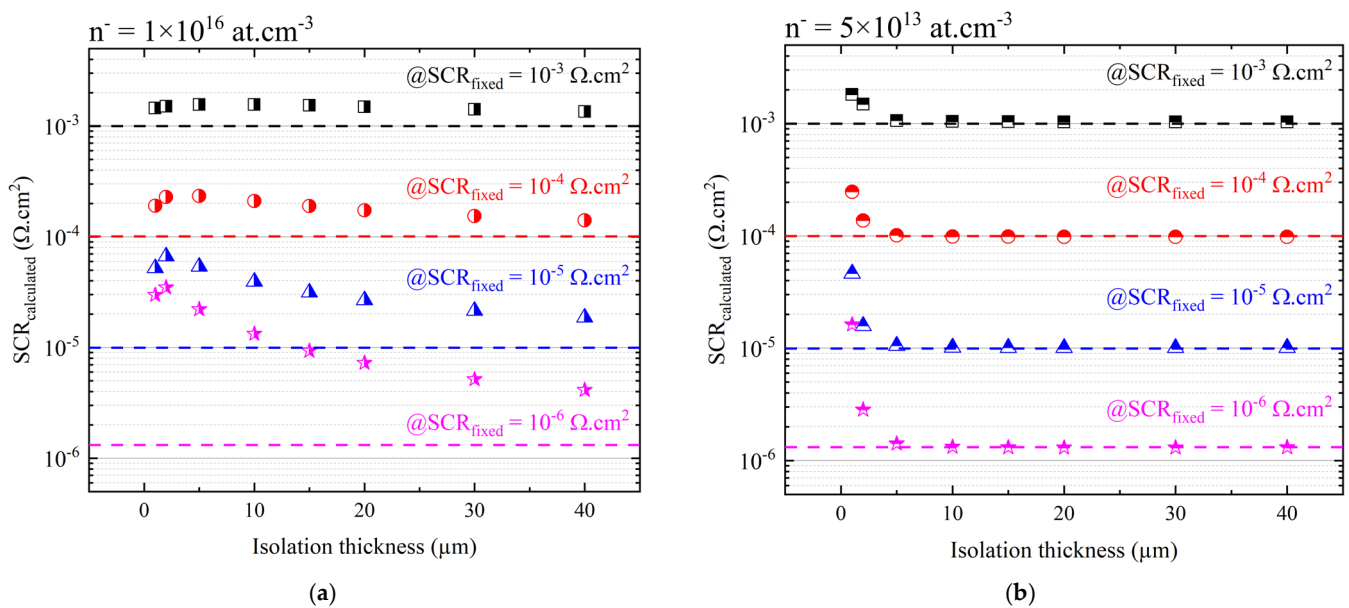 n⁻ = 1×10¹⁶ at.cm⁻³
@SCR_fixed = 10⁻³ Ω.cm²
@SCR_fixed = 10⁻⁴ Ω.cm²
@SCR_fixed = 10⁻⁵ Ω.cm²
@SCR_fixed = 10⁻⁶ Ω.cm²
10⁻³
10⁻⁴
10⁻⁵
10⁻⁶
SCR_calculated (Ω.cm²)
0 10 20 30 40
Isolation thickness (µm)
(a)
n⁻ = 5×10¹³ at.cm⁻³
@SCR_fixed = 10⁻³ Ω.cm²
@SCR_fixed = 10⁻⁴ Ω.cm²
@SCR_fixed = 10⁻⁵ Ω.cm²
@SCR_fixed = 10⁻⁶ Ω.cm²
10⁻³
10⁻⁴
10⁻⁵
10⁻⁶
SCR_calculated (Ω.cm²)
0 10 20 30 40
Isolation thickness (µm)
(b)